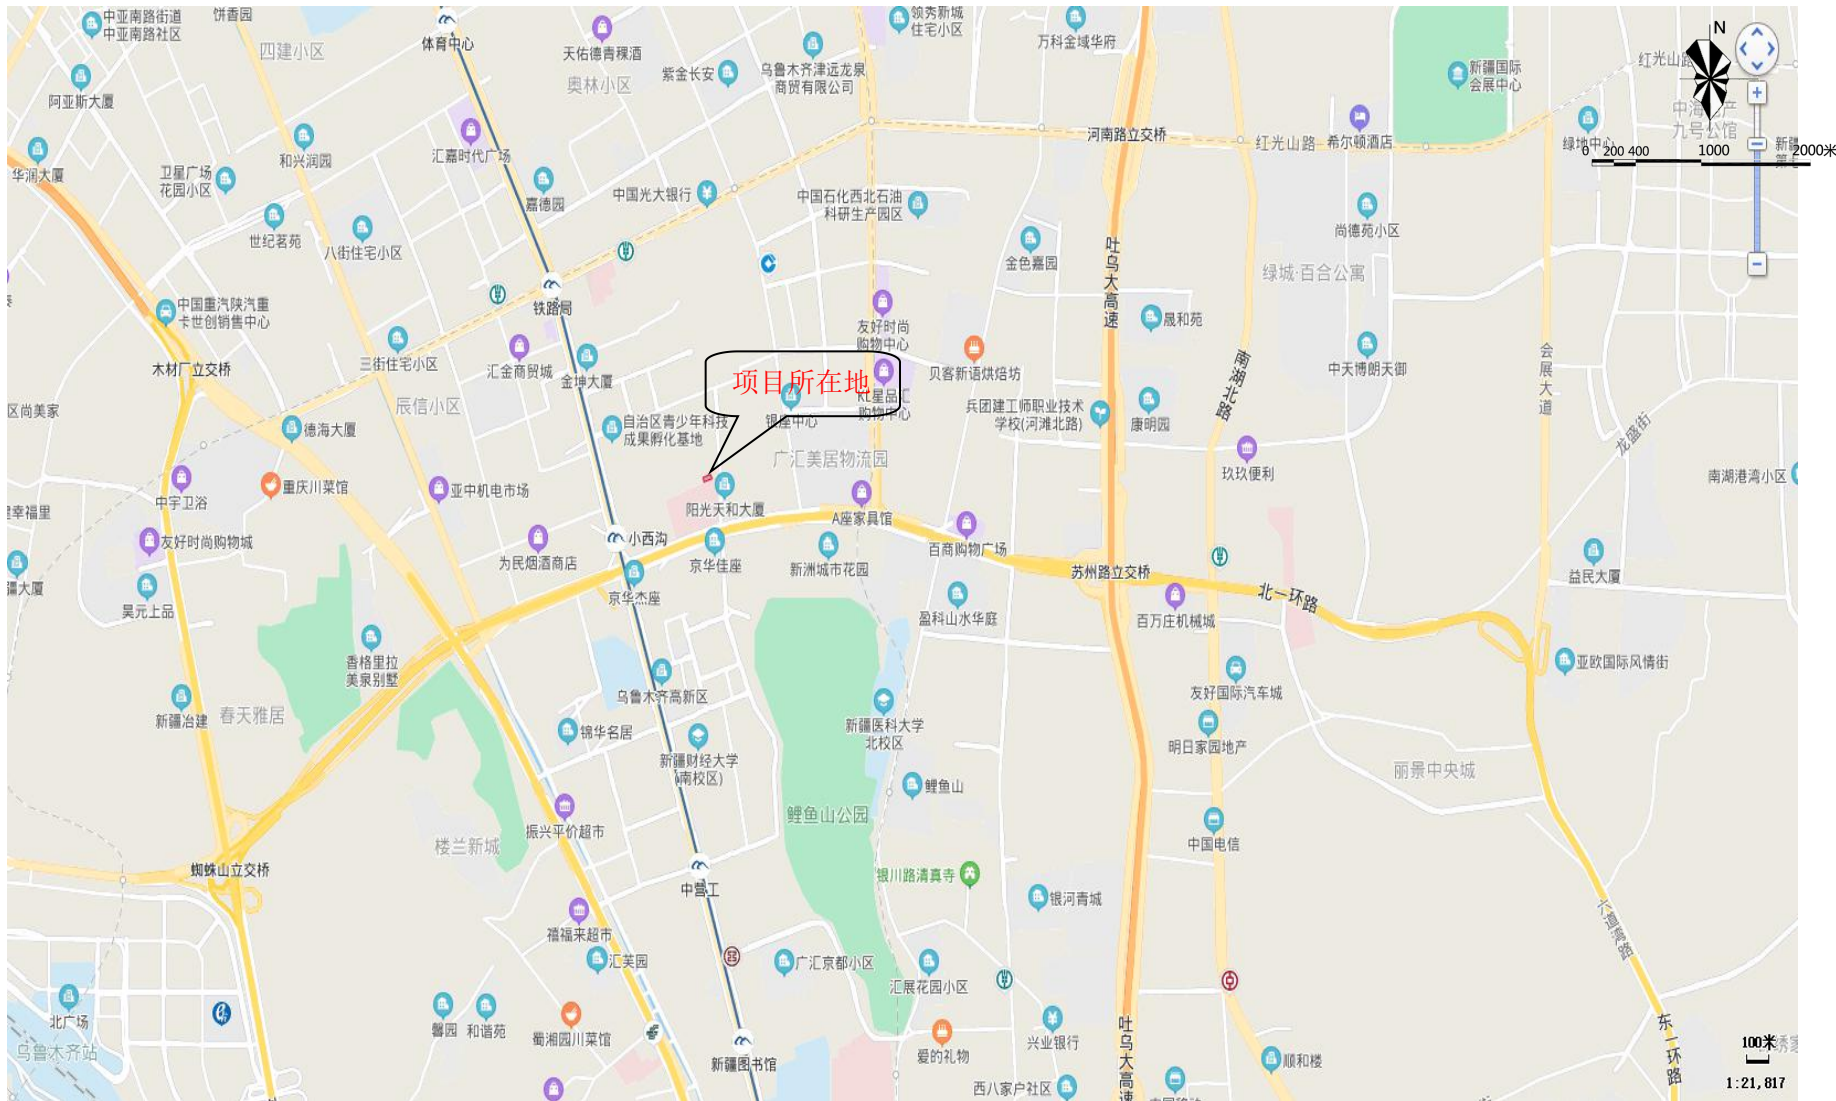 中亚南路街道
中亚南路社区
饼香园
四建小区
体育中心
天佑德青稞酒
奥林小区
紫金长安
乌鲁木齐津远龙泉
商贸有限公司
领秀新城
住宅小区
万科金域华府
新疆国际
会展中心
红光山路
N
阿亚斯大厦
华润大厦
卫星广场
花园小区
和兴润园
汇嘉时代广场
嘉德园
中国光大银行
中国石化西北石油
科研生产园区
河南路立交桥
红光山路
希尔顿酒店
绿地中心
九号公馆
0 200 400 1000 2000米
世纪茗苑
八街住宅小区
金色嘉园
吐乌大高速
尚德苑小区
绿城·百合公寓
中国重汽陕汽重
卡世创销售中心
铁路局
友好时尚
购物中心
晟和苑
木材厂立交桥
三街住宅小区
汇金商贸城
金坤大厦
项目所在地
贝客新语烘焙坊
南湖北路
中天博朗天御
会展大道
区尚美家
辰信小区
德海大厦
自治区青少年科技
成果孵化基地
银座中心
红星品汇
购物中心
兵团建工师职业技术
学校(河滩北路)
康明园
龙盛街
广汇美居物流园
玖玖便利
南湖港湾小区
中宇卫浴
重庆川菜馆
亚中机电市场
阳光天和大厦
A座家具馆
幸福里
友好时尚购物城
为民烟酒商店
小西沟
京华佳座
新洲城市花园
百商购物广场
苏州路立交桥
北一环路
益民大厦
疆大厦
昊元上品
京华杰座
盈科山水华庭
百万庄机械城
香格里拉
美泉别墅
乌鲁木齐高新区
友好国际汽车城
亚欧国际风情街
新疆冶建
春天雅居
锦华名居
新疆财经大学
(南校区)
新疆医科大学
北校区
明日家园地产
丽景中央城
鲤鱼山
鲤鱼山公园
振兴平价超市
楼兰新城
中国电信
蜘蛛山立交桥
中营工
银川路清真寺
银河青城
六道湾路
禧福来超市
汇芙园
广汇京都小区
汇展花园小区
北广场
乌鲁木齐站
馨园
和谐苑
蜀湘园川菜馆
新疆图书馆
爱的礼物
兴业银行
吐乌大高速
顺和楼
东一环路
100米
西八家户社区
1:21,817